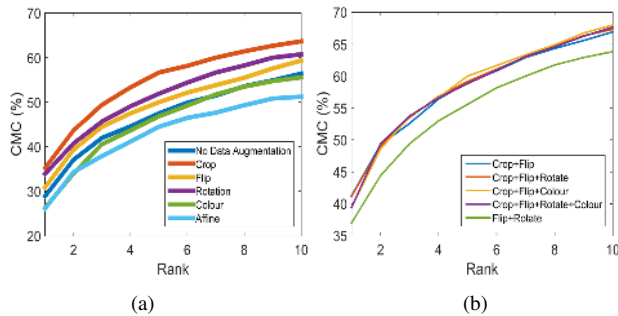 70
60
50
40
30
20
CMC (%)
2
4
6
8
10
Rank
No Data Augmentation
Crop
Flip
Rotation
Colour
Affine
(a)
70
65
60
55
50
45
40
35
CMC (%)
2
4
6
8
10
Rank
Crop+Flip
Crop+Flip+Rotate
Crop+Flip+Colour
Crop+Flip+Rotate+Colour
Flip+Rotate
(b)